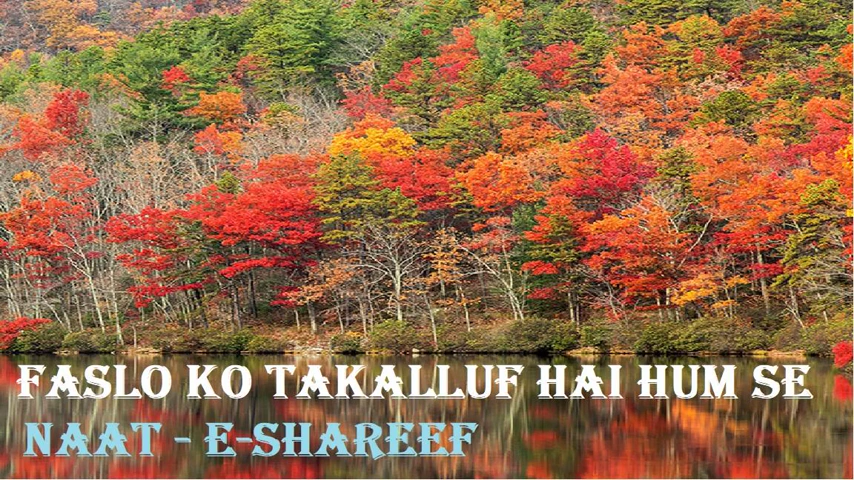 FASLO KO TAKALLUF HAI HUM SE
NAAT - E-SHAREEF